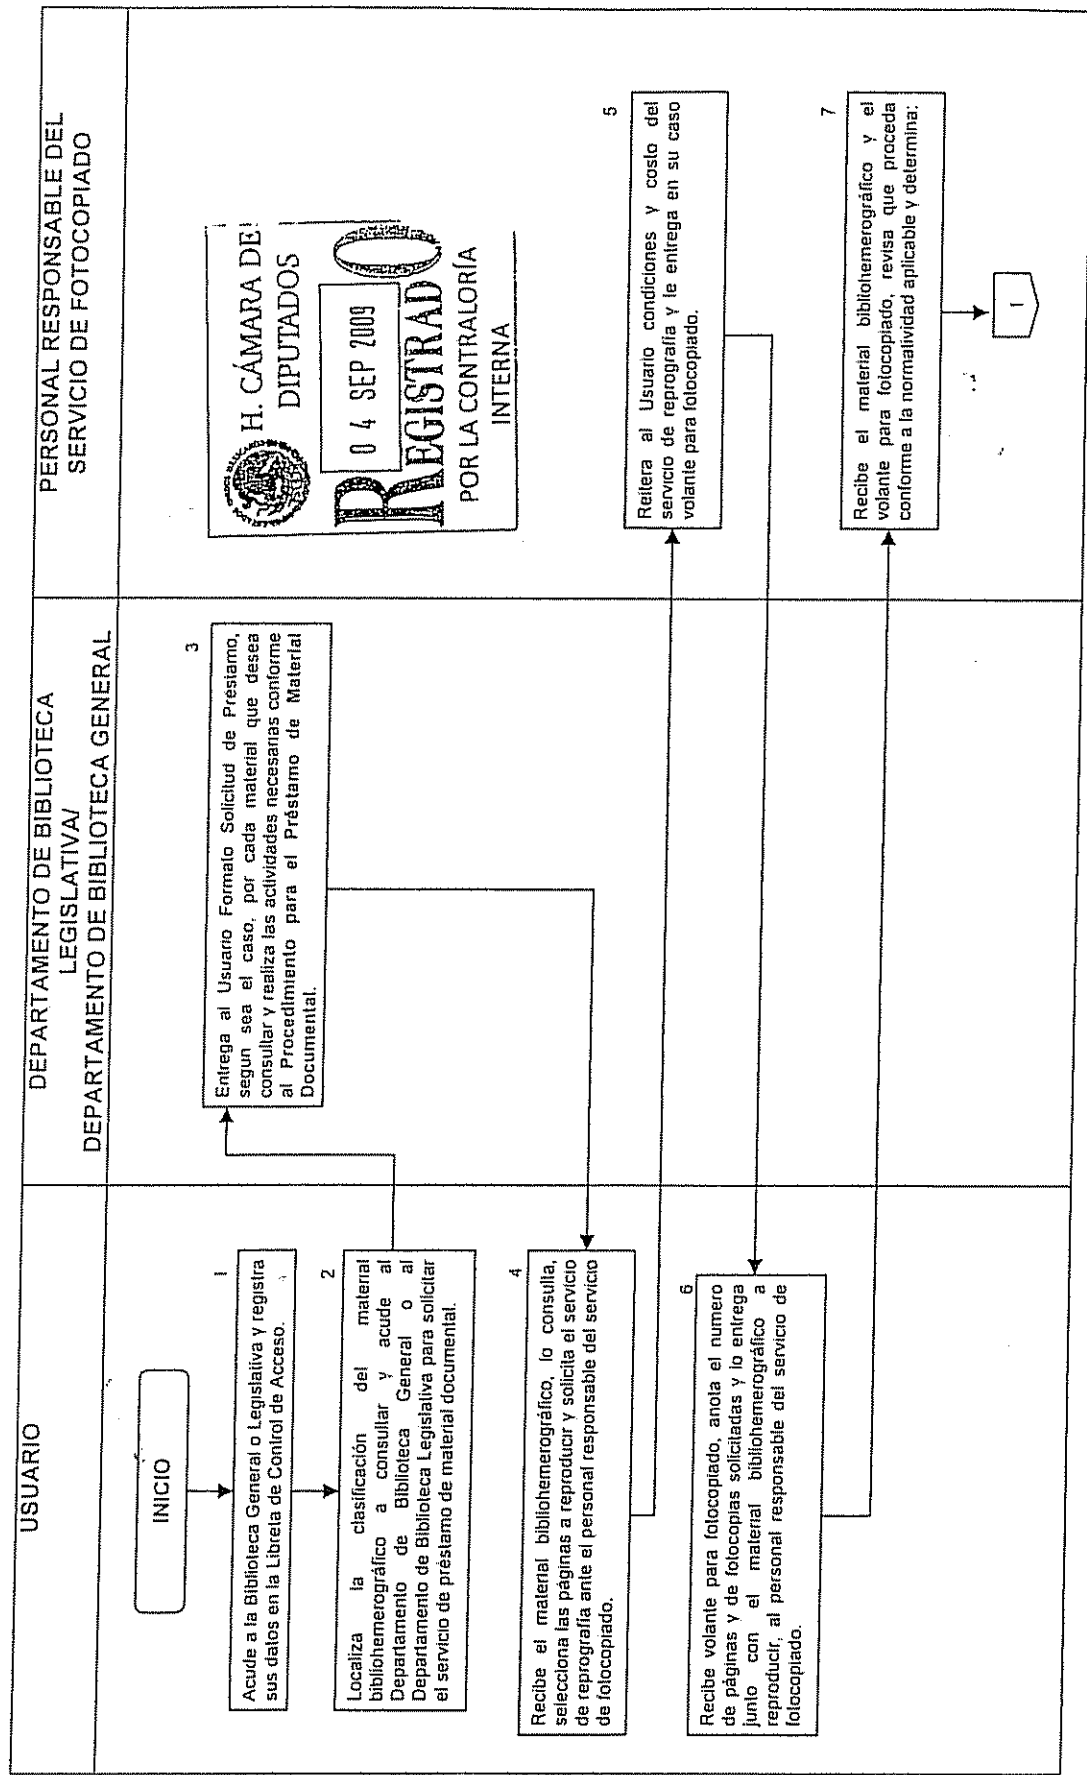 USUARIO
DEPARTAMENTO DE BIBLIOTECA
LEGISLATIVA/
DEPARTAMENTO DE BIBLIOTECA GENERAL
PERSONAL RESPONSABLE DEL
SERVICIO DE FOTOCOPIADO
INICIO
1
Acude a la Biblioteca General o Legislativa y registra
sus datos en la Libreta de Control de Acceso.
2
Localiza la clasificación del material
bibliohemerográfico a consultar y acude al
Departamento de Biblioteca General o al
Departamento de Biblioteca Legislativa para solicitar
el servicio de préstamo de material documental.
3
Entrega al Usuario Formato Solicitud de Préstamo,
segun sea el caso, por cada material que desea
consultar y realiza las actividades necesarias conforme
al Procedimiento para el Préstamo de Material
Documental.
4
Recibe el material bibliohemerográfico, lo consulta,
selecciona las páginas a reproducir y solicita el servicio
de reprografía ante el personal responsable del servicio
de fotocopiado.
5
Reitera al Usuario condiciones y costo del
servicio de reprografía y le entrega en su caso
volante para fotocopiado.
6
Recibe volante para fotocopiado, anota el numero
de páginas y de fotocopias solicitadas y lo entrega
junto con el material bibliohemerográfico a
reproducir, al personal responsable del servicio de
fotocopiado.
7
Recibe el material bibliohemerográfico y el
volante para fotocopiado, revisa que proceda
conforme a la normatividad aplicable y determina:
1
H. CÁMARA DE
DIPUTADOS
04 SEP 2009
REGISTRADO
POR LA CONTRALORÍA
INTERNA